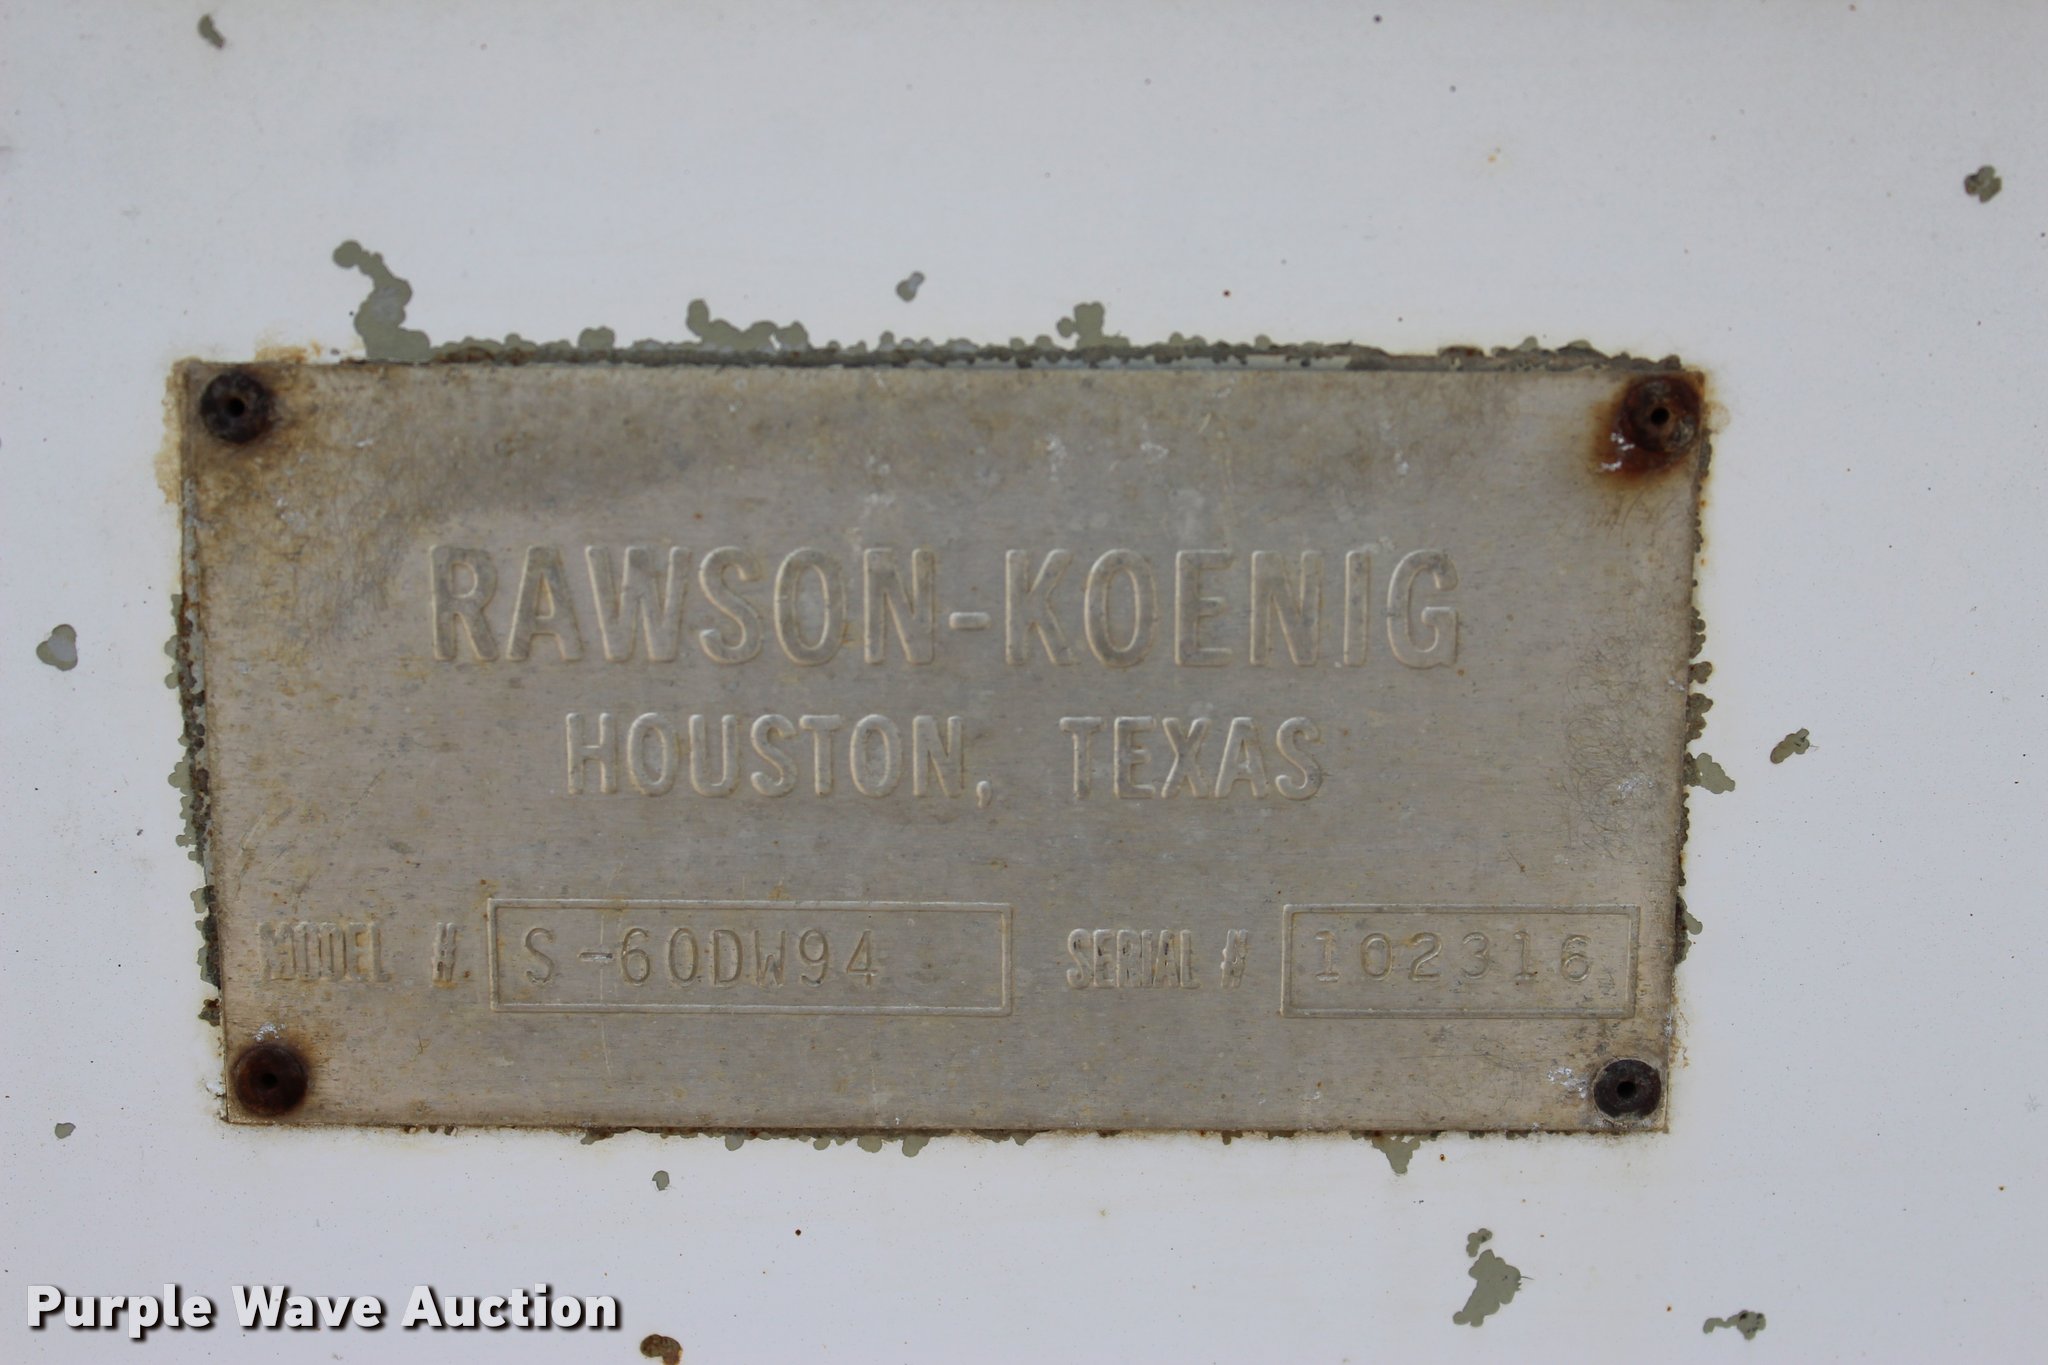 RAWSON-KOENIG
HOUSTON, TEXAS
MODEL # S-60DW94 SERIAL # 102316
Purple Wave Auction